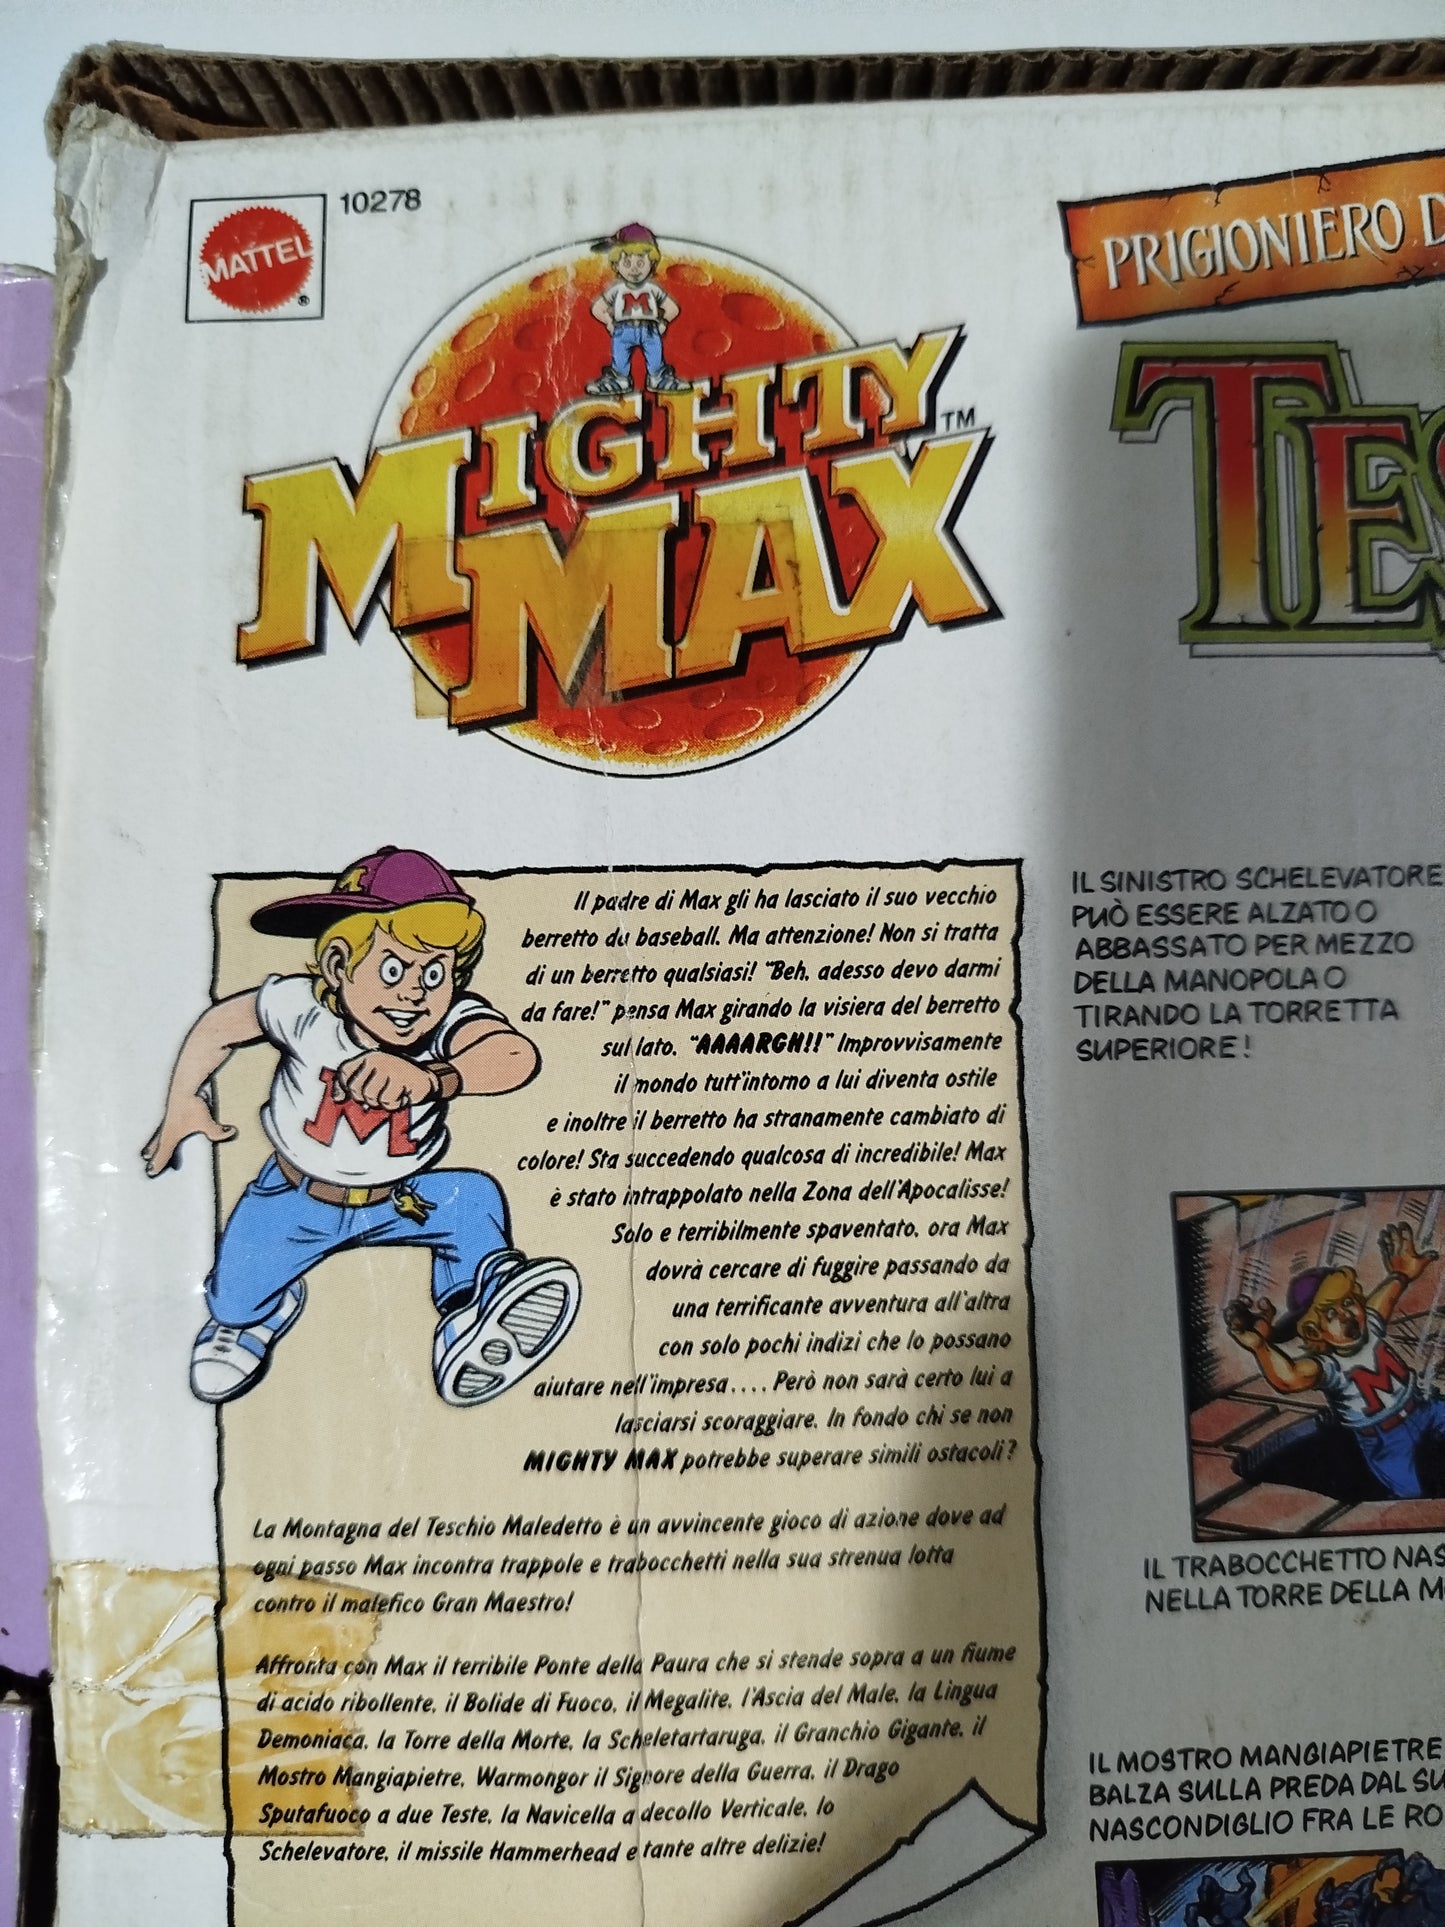 MATTEL
®
10278
MIGHTY
MAX
TM
M
PRIGIONIERO
Il padre di Max gli ha lasciato il suo vecchio
berretto da baseball. Ma attenzione! Non si tratta
di un berretto qualsiasi! "Beh, adesso devo darmi
da fare!" pensa Max girando la visiera del berretto
sul lato. "AAAARGH!!" Improvvisamente
il mondo tutt'intorno a lui diventa ostile
e inoltre il berretto ha stranamente cambiato di
colore! Sta succedendo qualcosa di incredibile! Max
è stato intrappolato nella Zona dell'Apocalisse!
Solo e terribilmente spaventato, ora Max
dovrà cercare di fuggire passando da
una terrificante avventura all'altra
con solo pochi indizi che lo possano
aiutare nell'impresa.... Però non sarà certo lui a
lasciarsi scoraggiare. In fondo chi se non
MIGHTY MAX potrebbe superare simili ostacoli?
La Montagna del Teschio Maledetto è un avvincente gioco di azione dove ad
ogni passo Max incontra trappole e trabocchetti nella sua strenua lotta
contro il malefico Gran Maestro!
Affronta con Max il terribile Ponte della Paura che si stende sopra a un fiume
di acido ribollente, il Bolide di Fuoco, il Megalite, l'Ascia del Male, la Lingua
Demoniaca, la Torre della Morte, la Scheletartaruga, il Granchio Gigante, il
Mostro Mangiapietre, Warmongor il Signore della Guerra, il Drago
Sputafuoco a due Teste, la Navicella a decollo Verticale, lo
Schelevatore, il missile Hammerhead e tante altre delizie!
IL SINISTRO SCHELEVATORE
PUÒ ESSERE ALZATO O
ABBASSATO PER MEZZO
DELLA MANOPOLA O
TIRANDO LA TORRETTA
SUPERIORE!
M
IL TRABOCCHETTO NAS
NELLA TORRE DELLA M
IL MOSTRO MANGIAPIETRE
BALZA SULLA PREDA DAL SU
NASCONDIGLIO FRA LE RO